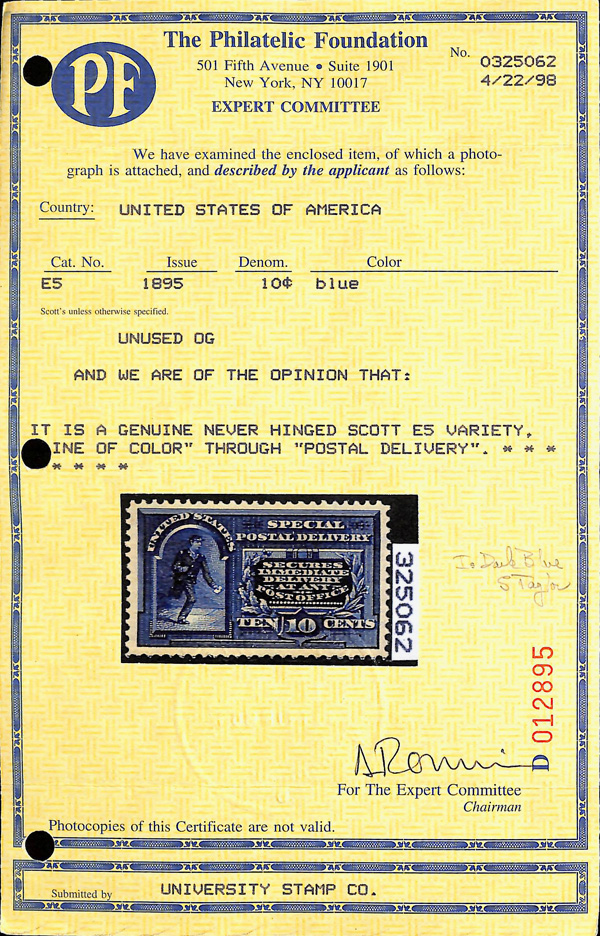 PF
The Philatelic Foundation
501 Fifth Avenue • Suite 1901
New York, NY 10017
EXPERT COMMITTEE
No. 0325062
4/22/98
We have examined the enclosed item, of which a photo-
graph is attached, and described by the applicant as follows:
Country: UNITED STATES OF AMERICA
Cat. No. Issue Denom. Color
E5 1895 10¢ blue
Scott's unless otherwise specified.
UNUSED OG
AND WE ARE OF THE OPINION THAT:
IT IS A GENUINE NEVER HINGED SCOTT E5 VARIETY,
INE OF COLOR" THROUGH "POSTAL DELIVERY". * * *
* * * *
UNITED STATES
SPECIAL
POSTAL DELIVERY
SECURES
IMMEDIATE
DELIVERY
AT ANY
POST OFFICE
TEN 10 CENTS
325062
Dark Blue
S Taylor
D 012895
For The Expert Committee
Chairman
Photocopies of this Certificate are not valid.
Submitted by UNIVERSITY STAMP CO.